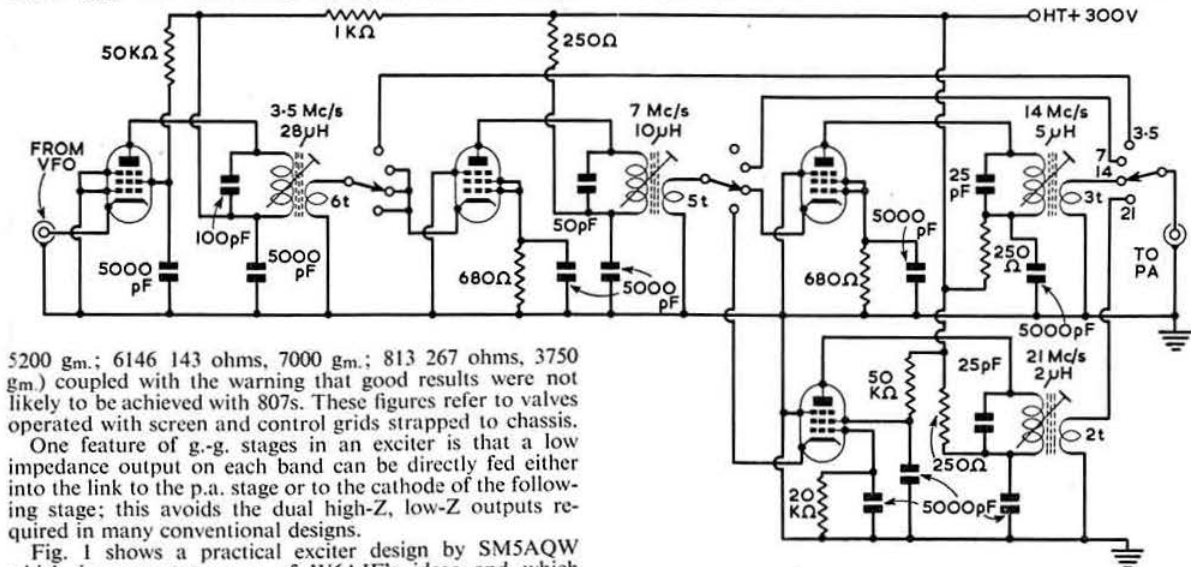 HT+ 300V
50KΩ
1KΩ
250Ω
FROM
VFO
3·5 Mc/s
28µH
7 Mc/s
10µH
14 Mc/s
5µH
3·5
7
14
21
100pF
6t
50pF
5t
25
pF
3t
5000
pF
5000
pF
680Ω
5000
pF
680Ω
5000
pF
250
Ω
5000pF
TO
PA
50
KΩ
25pF
21 Mc/s
2µH
2t
250Ω
20
KΩ
5000pF
5200 gm.; 6146 143 ohms, 7000 gm.; 813 267 ohms, 3750
gm.) coupled with the warning that good results were not
likely to be achieved with 807s. These figures refer to valves
operated with screen and control grids strapped to chassis.
One feature of g.-g. stages in an exciter is that a low
impedance output on each band can be directly fed either
into the link to the p.a. stage or to the cathode of the follow-
ing stage; this avoids the dual high-Z, low-Z outputs re-
quired in many conventional designs.
Fig. 1 shows a practical exciter design by SM5AQW